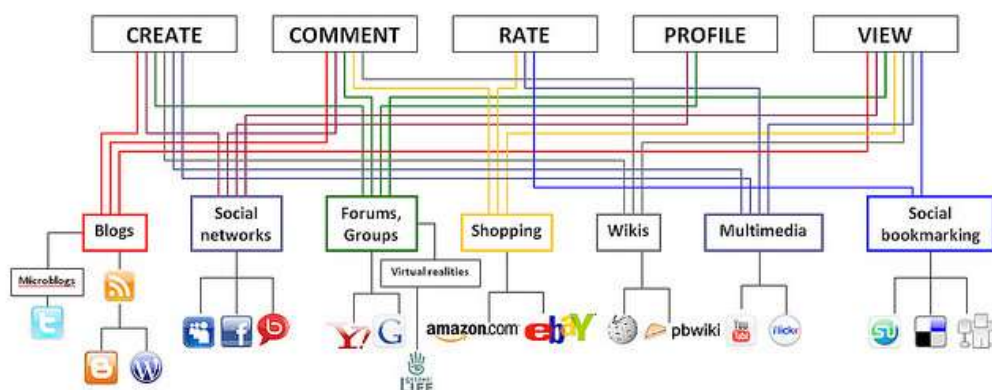 CREATE
COMMENT
RATE
PROFILE
VIEW
Blogs
Social
networks
Forums,
Groups
Shopping
Wikis
Multimedia
Social
bookmarking
Microblogs
Virtual realities
Y!
G
amazon.com
ebaY
pbwiki
You
Tube
flickr
LIFE